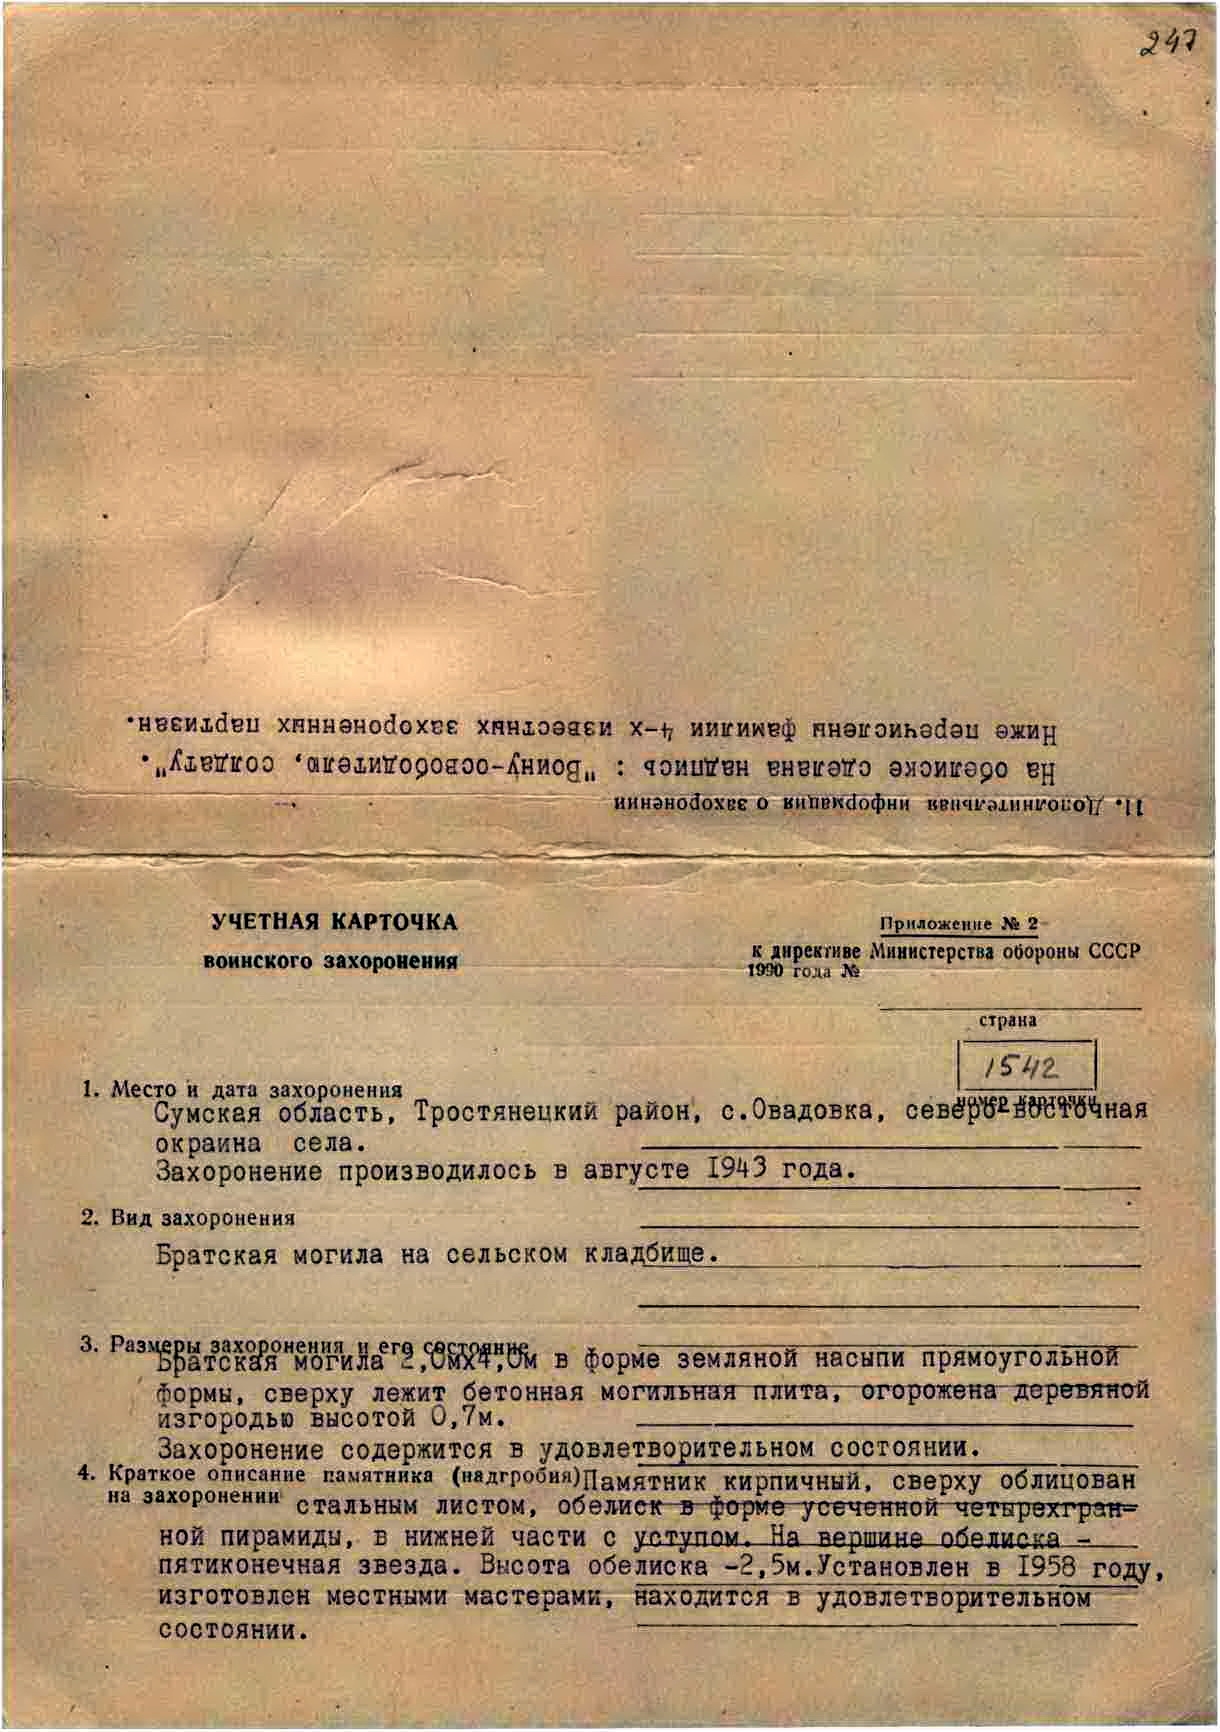 247
11. Дополнительная информация о захоронении
На обелиске сделана надпись : "Воину-освободителю, солдату".
Ниже перечислены фамилии 4-х известных захороненных партизан.
УЧЕТНАЯ КАРТОЧКА
воинского захоронения
Приложение № 2
к директиве Министерства обороны СССР
1990 года №
страна
1542
номер карточки
1. Место и дата захоронения
Сумская область, Тростянецкий район, с.Овадовка, северо-восточная
окраина села.
Захоронение производилось в августе 1943 года.
2. Вид захоронения
Братская могила на сельском кладбище.
3. Размеры захоронения и его состояние
Братская могила 2,0мх4,0м в форме земляной насыпи прямоугольной
формы, сверху лежит бетонная могильная плита, огорожена деревяной
изгородью высотой 0,7м.
Захоронение содержится в удовлетворительном состоянии.
4. Краткое описание памятника (надгробия) Памятник кирпичный, сверху облицован
на захоронении стальным листом, обелиск в форме усеченной четырехгран-
ной пирамиды, в нижней части с уступом. На вершине обелиска -
пятиконечная звезда. Высота обелиска -2,5м.Установлен в 1958 году,
изготовлен местными мастерами, находится в удовлетворительном
состоянии.